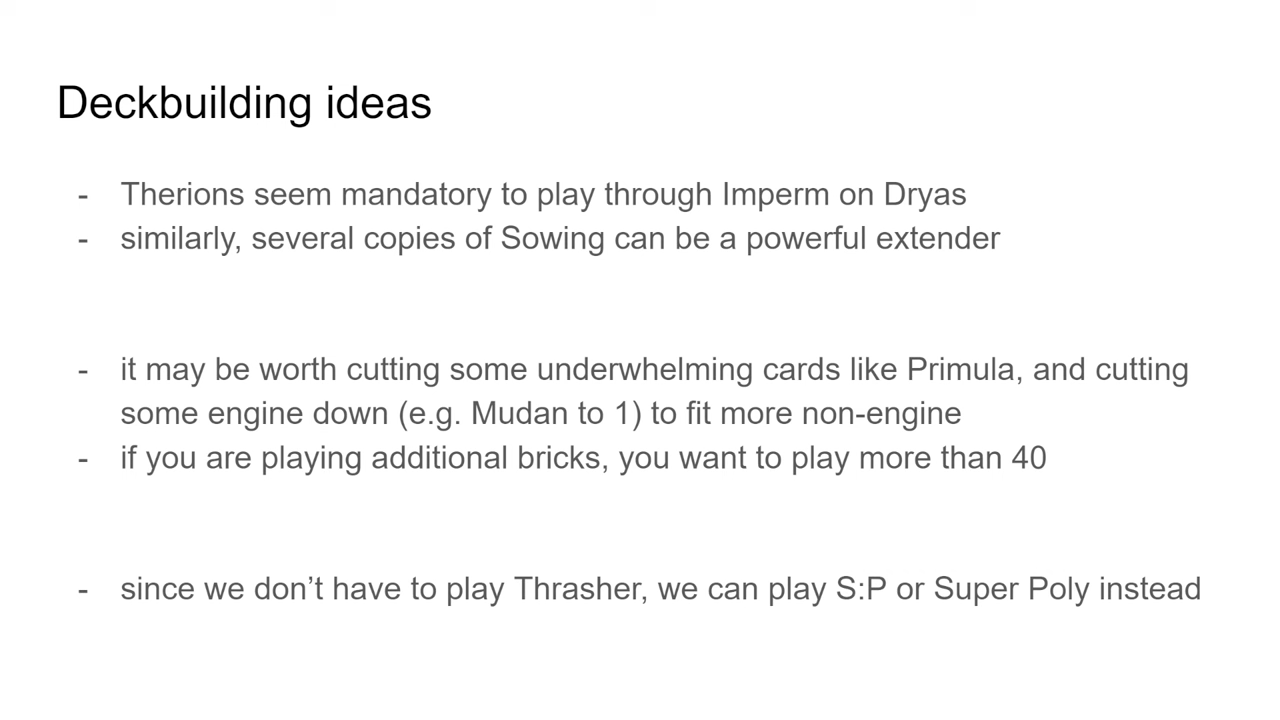 Deckbuilding ideas
- Therions seem mandatory to play through Imperm on Dryas
- similarly, several copies of Sowing can be a powerful extender
- it may be worth cutting some underwhelming cards like Primula, and cutting
some engine down (e.g. Mudan to 1) to fit more non-engine
- if you are playing additional bricks, you want to play more than 40
- since we don’t have to play Thrasher, we can play S:P or Super Poly instead